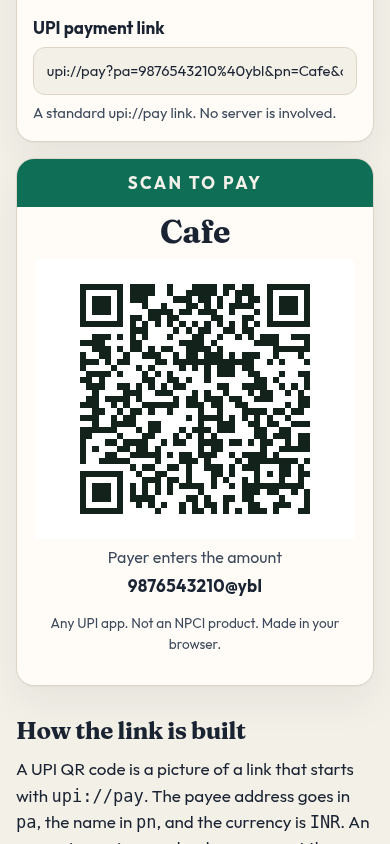 UPI payment link
upi://pay?pa=9876543210%40ybl&pn=Cafe&
A standard upi://pay link. No server is involved.
SCAN TO PAY
Cafe
Payer enters the amount
9876543210@ybl
Any UPI app. Not an NPCI product. Made in your
browser.
How the link is built
A UPI QR code is a picture of a link that starts
with upi://pay. The payee address goes in
pa, the name in pn, and the currency is INR. An